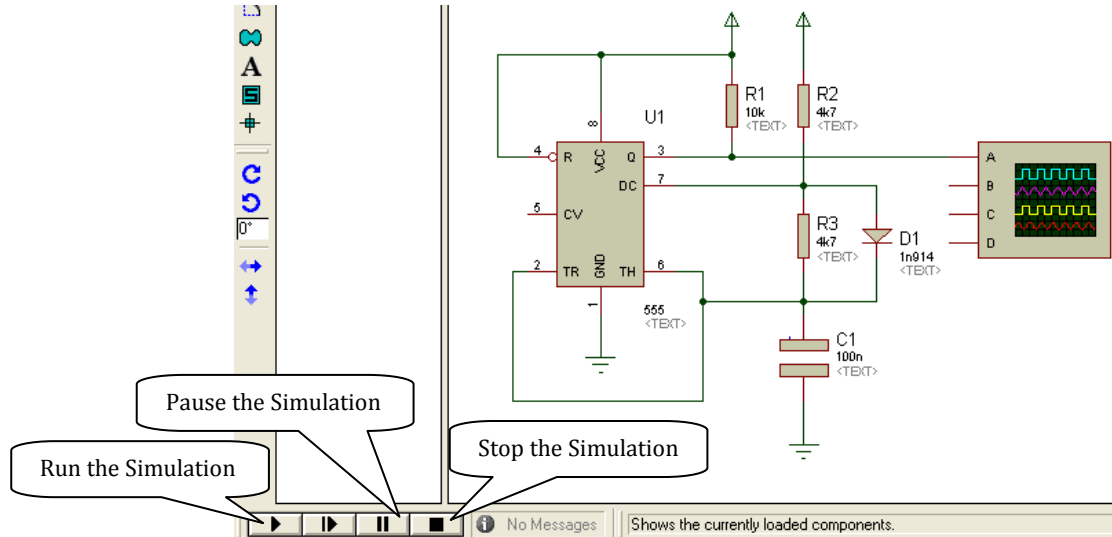 A
S
0°
U1
R1
10k
<TEXT>
R2
4k7
<TEXT>
4
R
8
VCC
Q
3
DC
7
5
CV
2
TR
GND
1
TH
6
555
<TEXT>
R3
4k7
<TEXT>
D1
1n914
<TEXT>
C1
100n
<TEXT>
A
B
C
D
Pause the Simulation
Stop the Simulation
Run the Simulation
No Messages
Shows the currently loaded components.